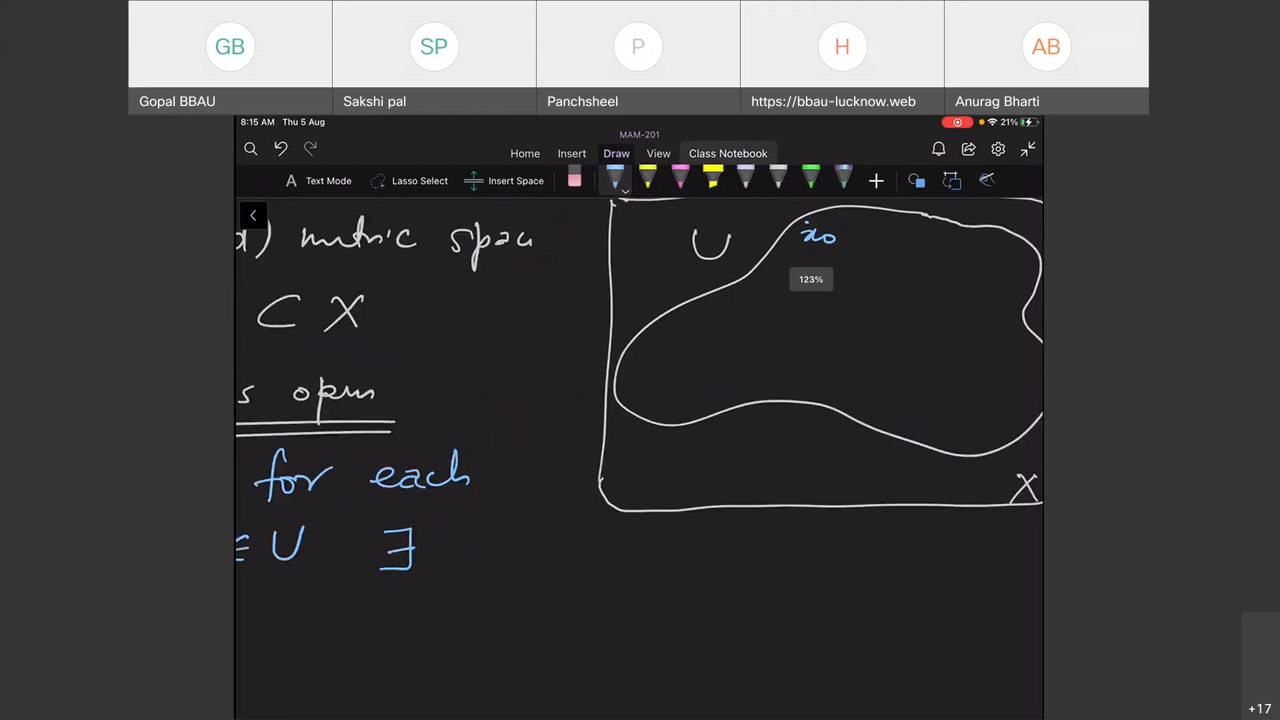 GB SP P H AB
Gopal BBAU Sakshi pal Panchsheel https://bbau-lucknow.web Anurag Bharti
8:15 AM Thu 5 Aug 21%
MAM-201
Home Insert Draw View Class Notebook
A Text Mode Lasso Select Insert Space
) metric spac
⊂ X
s open
for each
∈ U ∃
U
x₀
123%
X
+17